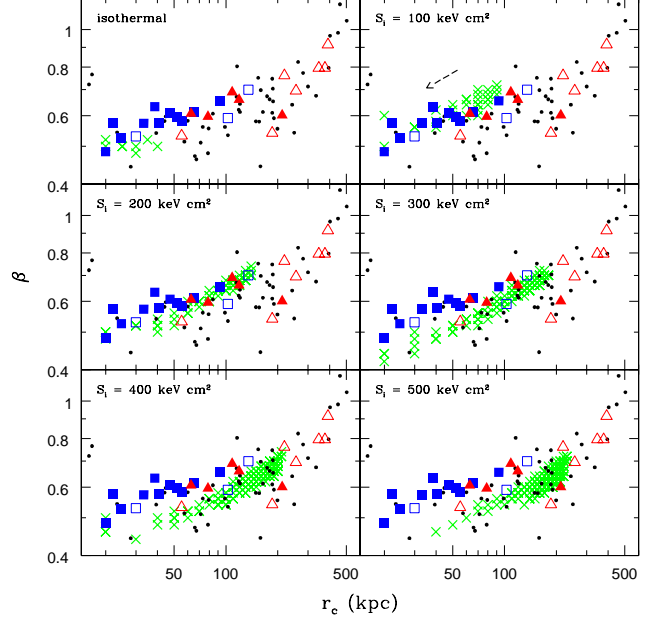 isothermal
S_i = 100 keV cm²
1
0.8
0.6
0.4
S_i = 200 keV cm²
S_i = 300 keV cm²
1
0.8
0.6
0.4
β
S_i = 400 keV cm²
S_i = 500 keV cm²
1
0.8
0.6
0.4
50 100 500 50 100 500
r_c (kpc)